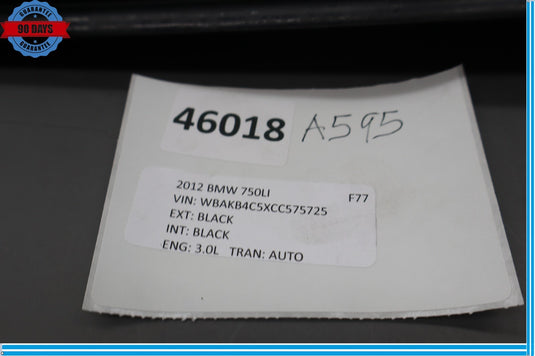 GUARANTEE
90 DAYS
GUARANTEE
46018 A595
2012 BMW 750LI F77
VIN: WBAKB4C5XCC575725
EXT: BLACK
INT: BLACK
ENG: 3.0L TRAN: AUTO